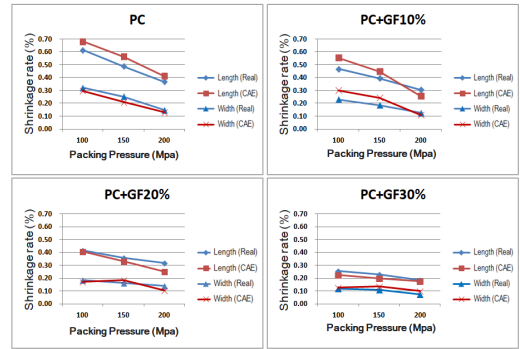 PC
0.70
0.60
0.50
0.40
0.30
0.20
0.10
0.00
Shrinkage rate (%)
100 150 200
Packing Pressure (Mpa)
Length (Real)
Length (CAE)
Width (Real)
Width (CAE)
PC+GF10%
0.70
0.60
0.50
0.40
0.30
0.20
0.10
0.00
Shrinkage rate (%)
100 150 200
Packing Pressure (Mpa)
Length (Real)
Length (CAE)
Width (Real)
Width (CAE)
PC+GF20%
0.70
0.60
0.50
0.40
0.30
0.20
0.10
0.00
Shrinkage rate (%)
100 150 200
Packing Pressure (Mpa)
Length (Real)
Length (CAE)
Width (Real)
Width (CAE)
PC+GF30%
0.70
0.60
0.50
0.40
0.30
0.20
0.10
0.00
Shrinkage rate (%)
100 150 200
Packing Pressure (Mpa)
Length (Real)
Length (CAE)
Width (Real)
Width (CAE)